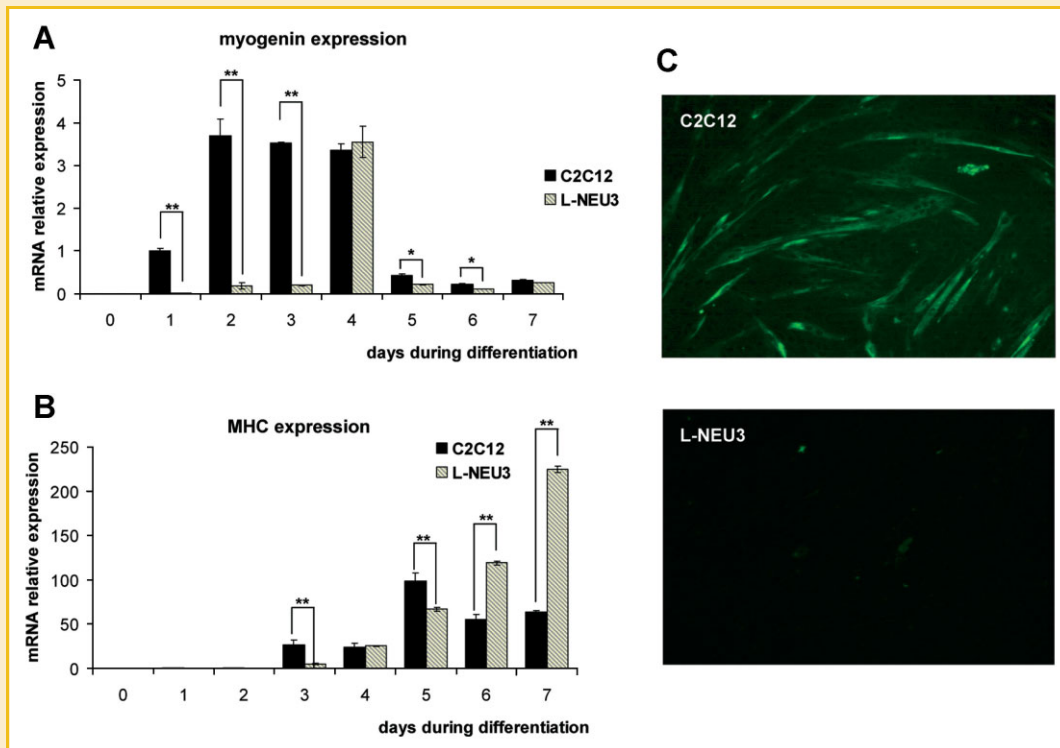 A
myogenin expression
mRNA relative expression
5
4
3
2
1
0
** ** ** * *
C2C12
L-NEU3
0 1 2 3 4 5 6 7
days during differentiation
B
MHC expression
mRNA relative expression
250
200
150
100
50
0
** ** ** **
C2C12
L-NEU3
0 1 2 3 4 5 6 7
days during differentiation
C
C2C12
L-NEU3